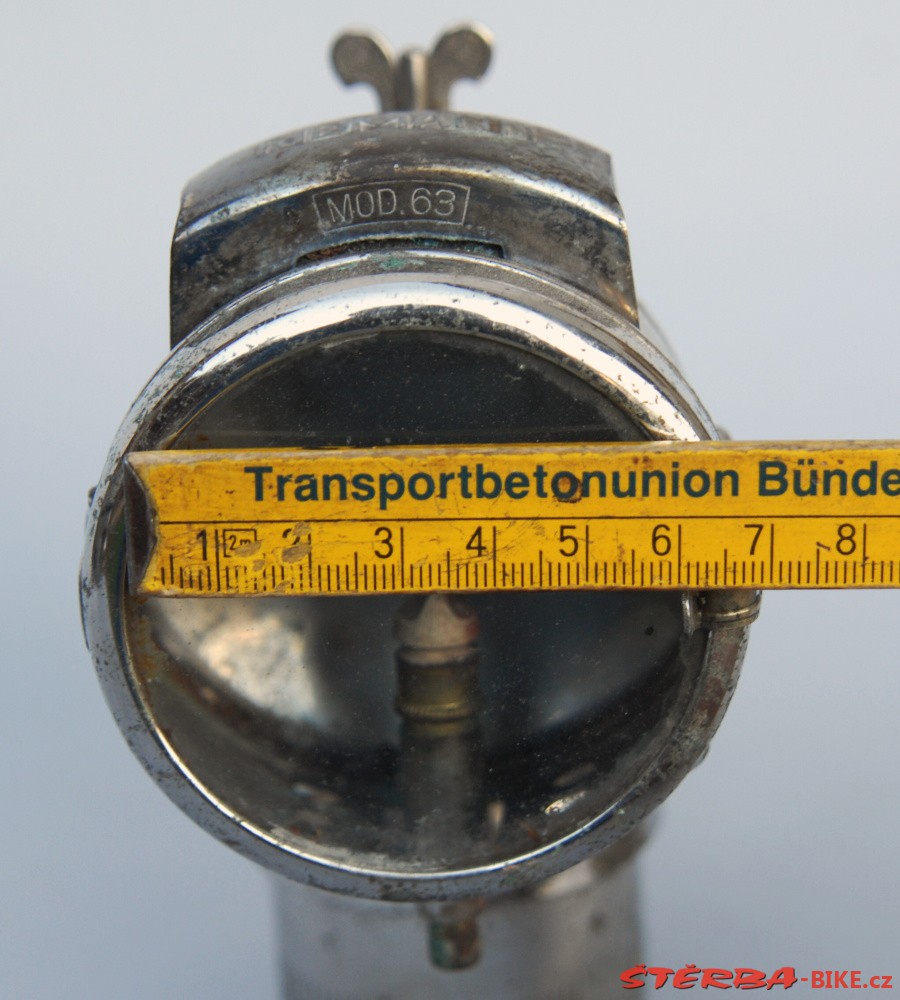 MOD.63
Transportbetonunion Bünde
1 2m 2 3 4 5 6 7 8
ŠTĚRBA-BIKE.cz